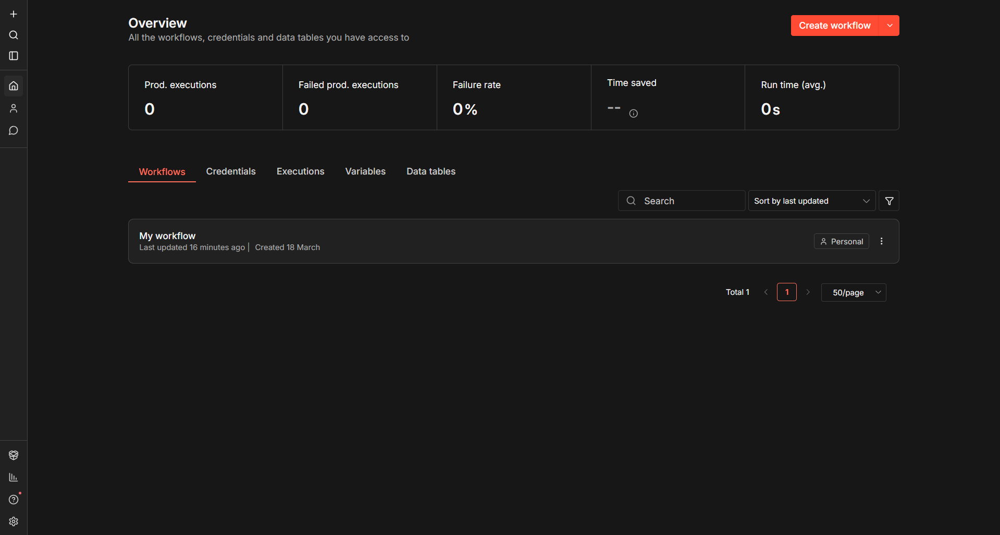 Overview
All the workflows, credentials and data tables you have access to
Create workflow
Prod. executions
0
Failed prod. executions
0
Failure rate
0%
Time saved
--
Run time (avg.)
0s
Workflows
Credentials
Executions
Variables
Data tables
Search
Sort by last updated
My workflow
Last updated 16 minutes ago | Created 18 March
Personal
Total 1
1
50/page